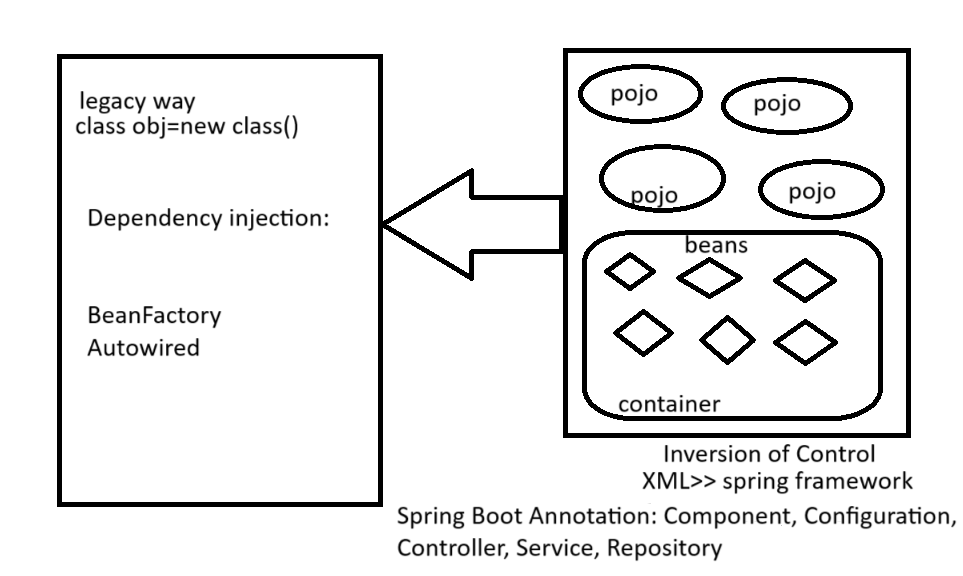 legacy way
class obj=new class()
Dependency injection:
BeanFactory
Autowired
pojo
pojo
pojo
pojo
beans
container
Inversion of Control
XML>> spring framework
Spring Boot Annotation: Component, Configuration,
Controller, Service, Repository